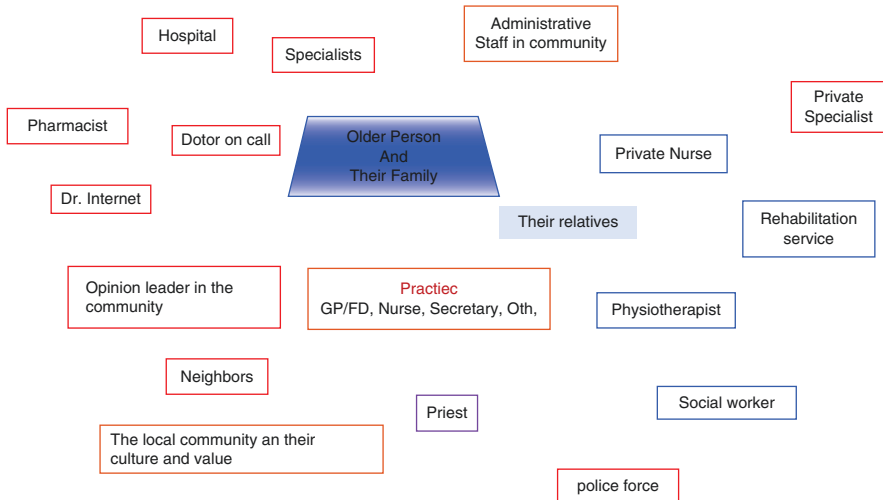 Hospital
Specialists
Administrative
Staff in community
Private
Specialist
Pharmacist
Dotor on call
Older Person
And
Their Family
Private Nurse
Dr. Internet
Their relatives
Rehabilitation
service
Opinion leader in the
community
Practiec
GP/FD, Nurse, Secretary, Oth,
Physiotherapist
Neighbors
Priest
Social worker
The local community an their
culture and value
police force